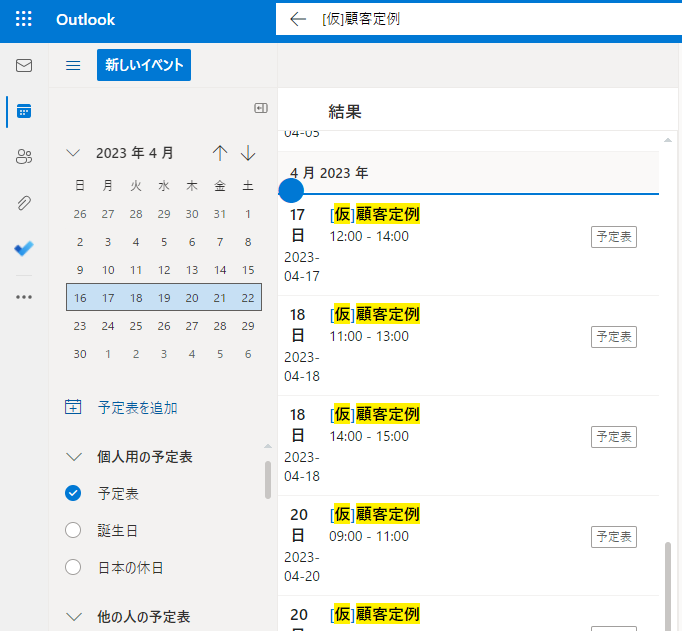 Outlook
[仮]顧客定例
新しいイベント
2023 年 4 月
日 月 火 水 木 金 土
26 27 28 29 30 31 1
2 3 4 5 6 7 8
9 10 11 12 13 14 15
16 17 18 19 20 21 22
23 24 25 26 27 28 29
30 1 2 3 4 5 6
予定表を追加
個人用の予定表
予定表
誕生日
日本の休日
他の人の予定表
結果
04-05
4 月 2023 年
17
日
2023-
04-17
[仮]顧客定例
12:00 - 14:00
予定表
18
日
2023-
04-18
[仮]顧客定例
11:00 - 13:00
予定表
18
日
2023-
04-18
[仮]顧客定例
14:00 - 15:00
予定表
20
日
2023-
04-20
[仮]顧客定例
09:00 - 11:00
予定表
20
日
[仮]顧客定例